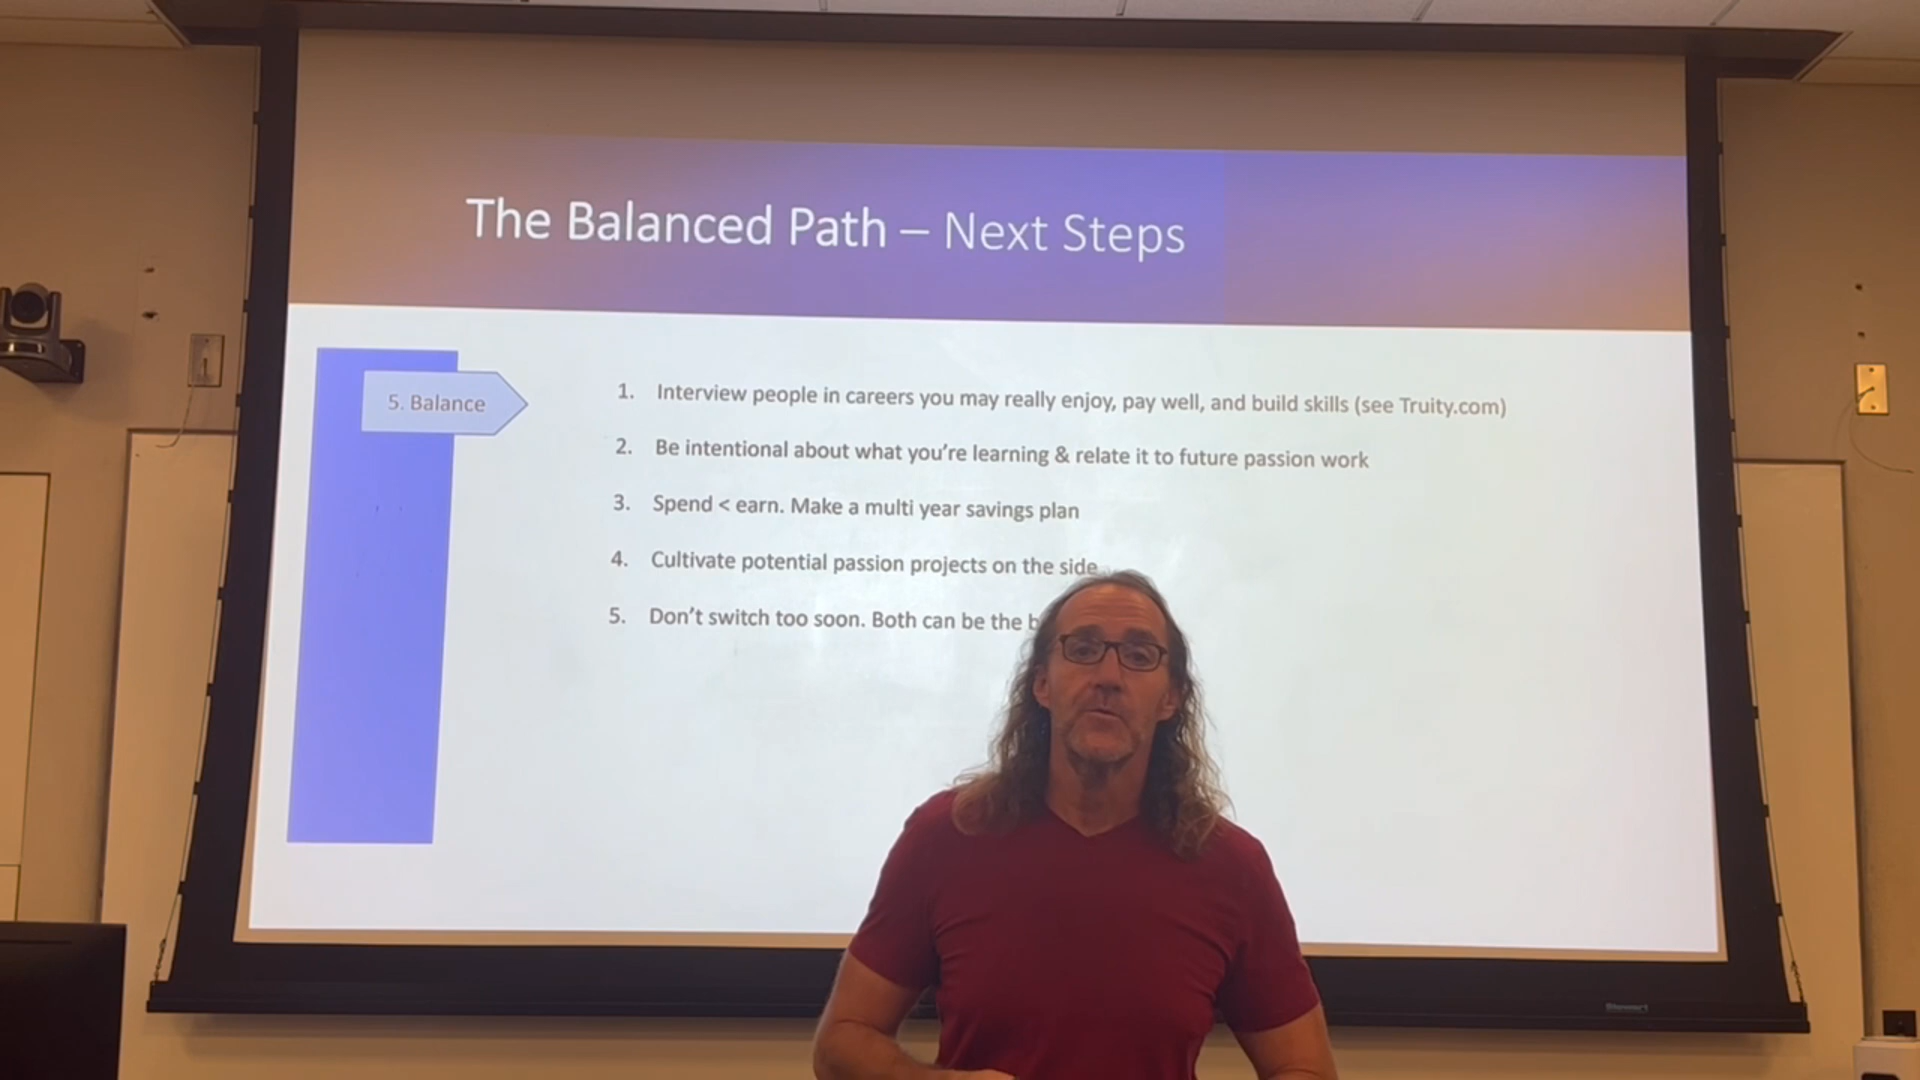 The Balanced Path – Next Steps
5. Balance
1. Interview people in careers you may really enjoy, pay well, and build skills (see Truity.com)
2. Be intentional about what you're learning & relate it to future passion work
3. Spend < earn. Make a multi year savings plan
4. Cultivate potential passion projects on the side
5. Don't switch too soon. Both can be the
Stewart